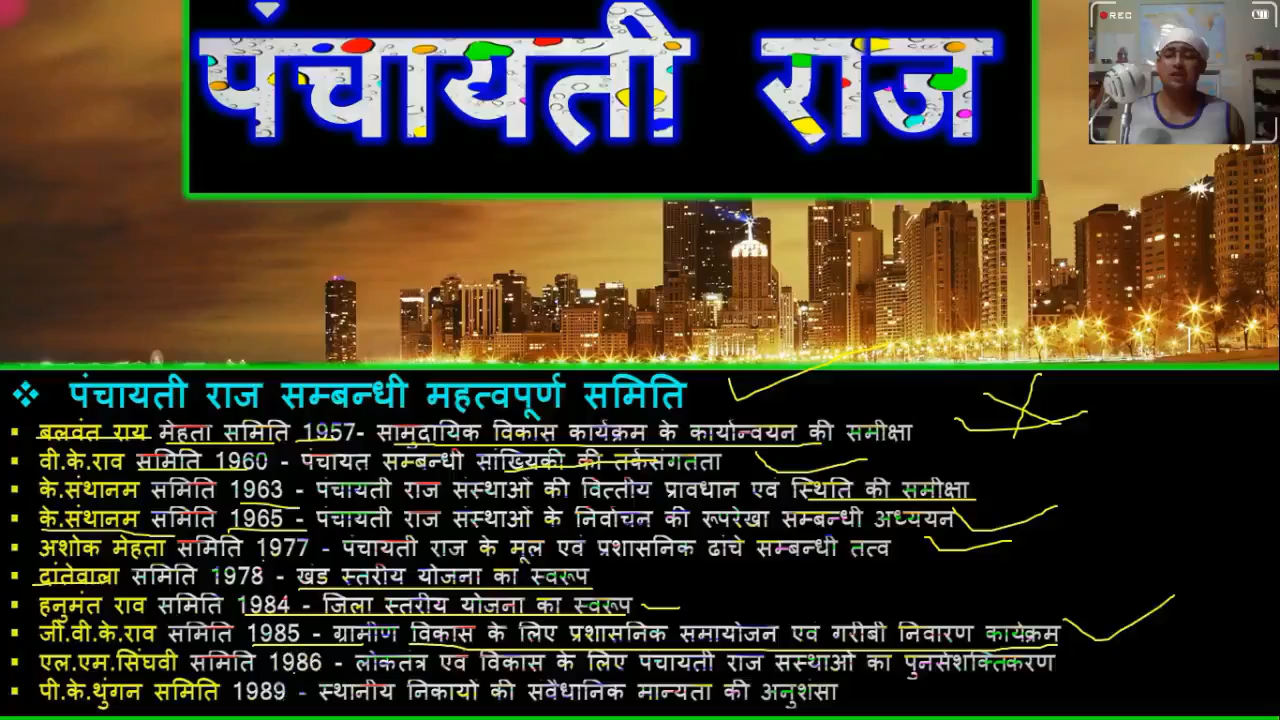 पंचायती राज
REC
❖ पंचायती राज सम्बन्धी महत्वपूर्ण समिति
▪ बलवंत राय मेहता समिति 1957- सामुदायिक विकास कार्यक्रम के कार्यान्वयन की समीक्षा
▪ वी.के.राव समिति 1960 - पंचायत सम्बन्धी सांख्यिकी की तर्कसंगतता
▪ के.संथानम समिति 1963 - पंचायती राज संस्थाओं की वित्तीय प्रावधान एवं स्थिति की समीक्षा
▪ के.संथानम समिति 1965 - पंचायती राज संस्थाओं के निर्वाचन की रूपरेखा सम्बन्धी अध्ययन
▪ अशोक मेहता समिति 1977 - पंचायती राज के मूल एवं प्रशासनिक ढांचे सम्बन्धी तत्व
▪ दांतेवाला समिति 1978 - खंड स्तरीय योजना का स्वरूप
▪ हनुमंत राव समिति 1984 - जिला स्तरीय योजना का स्वरूप
▪ जी.वी.के.राव समिति 1985 - ग्रामीण विकास के लिए प्रशासनिक समायोजन एवं गरीबी निवारण कार्यक्रम
▪ एल.एम.सिंघवी समिति 1986 - लोकतंत्र एवं विकास के लिए पंचायती राज संस्थाओं का पुनर्सशक्तिकरण
▪ पी.के.थुंगन समिति 1989 - स्थानीय निकायों की संवैधानिक मान्यता की अनुशंसा